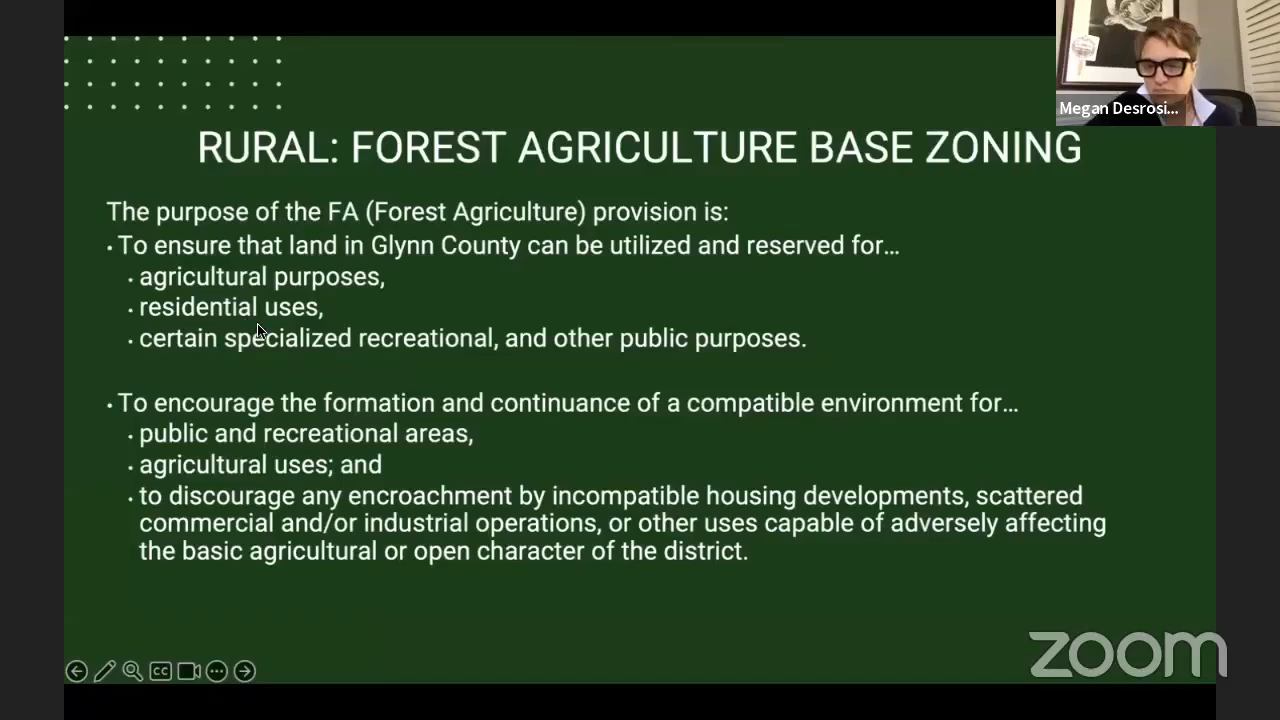 Megan Desrosi...
RURAL: FOREST AGRICULTURE BASE ZONING
The purpose of the FA (Forest Agriculture) provision is:
• To ensure that land in Glynn County can be utilized and reserved for…
• agricultural purposes,
• residential uses,
• certain specialized recreational, and other public purposes.
• To encourage the formation and continuance of a compatible environment for…
• public and recreational areas,
• agricultural uses; and
• to discourage any encroachment by incompatible housing developments, scattered
commercial and/or industrial operations, or other uses capable of adversely affecting
the basic agricultural or open character of the district.
CC
zoom